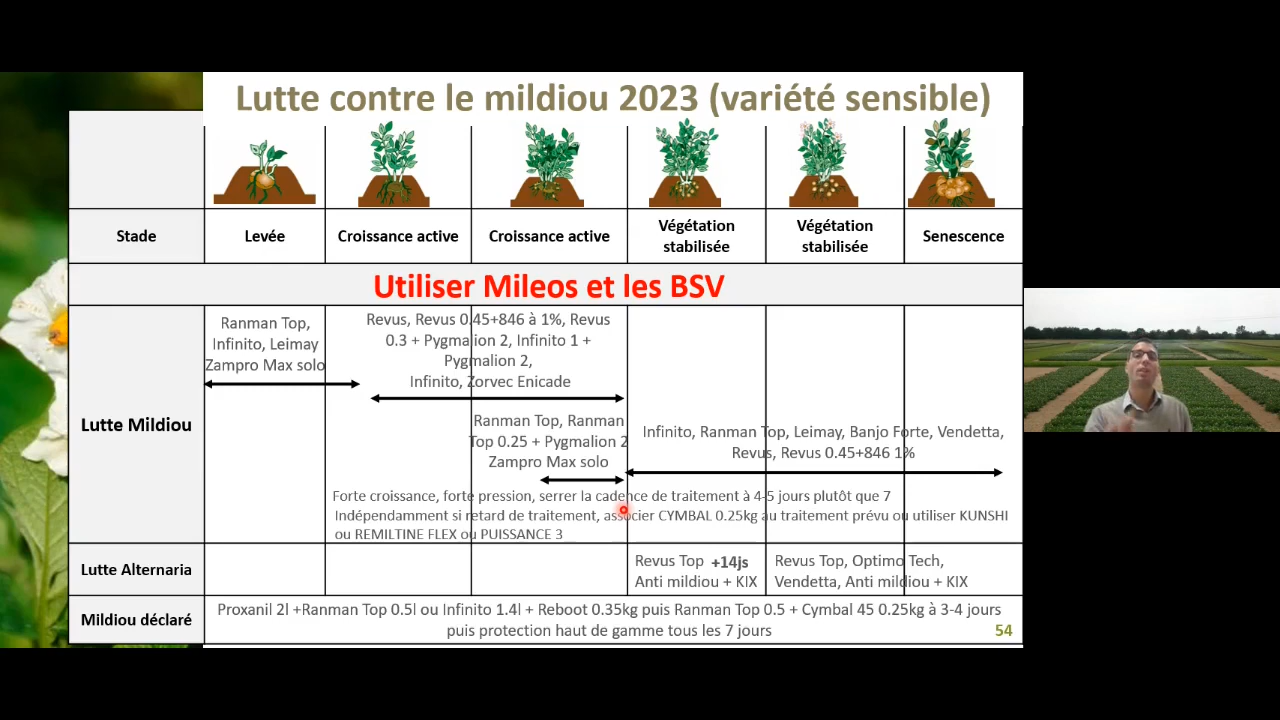 Lutte contre le mildiou 2023 (variété sensible)
Stade
Levée
Croissance active
Croissance active
Végétation
stabilisée
Végétation
stabilisée
Senescence
Utiliser Mileos et les BSV
Lutte Mildiou
Ranman Top,
Infinito, Leimay
Zampro Max solo
Revus, Revus 0.45+846 à 1%, Revus
0.3 + Pygmalion 2, Infinito 1 +
Pygmalion 2,
Infinito, Zorvec Enicade
Ranman Top, Ranman
Top 0.25 + Pygmalion 2
Zampro Max solo
Infinito, Ranman Top, Leimay, Banjo Forte, Vendetta,
Revus, Revus 0.45+846 1%
Forte croissance, forte pression, serrer la cadence de traitement à 4-5 jours plutôt que 7
Indépendamment si retard de traitement, associer CYMBAL 0.25kg au traitement prévu ou utiliser KUNSHI
ou REMILTINE FLEX ou PUISSANCE 3
Lutte Alternaria
Revus Top +14js
Anti mildiou + KIX
Revus Top, Optimo Tech,
Vendetta, Anti mildiou + KIX
Mildiou déclaré
Proxanil 2l +Ranman Top 0.5l ou Infinito 1.4l + Reboot 0.35kg puis Ranman Top 0.5 + Cymbal 45 0.25kg à 3-4 jours
puis protection haut de gamme tous les 7 jours
54